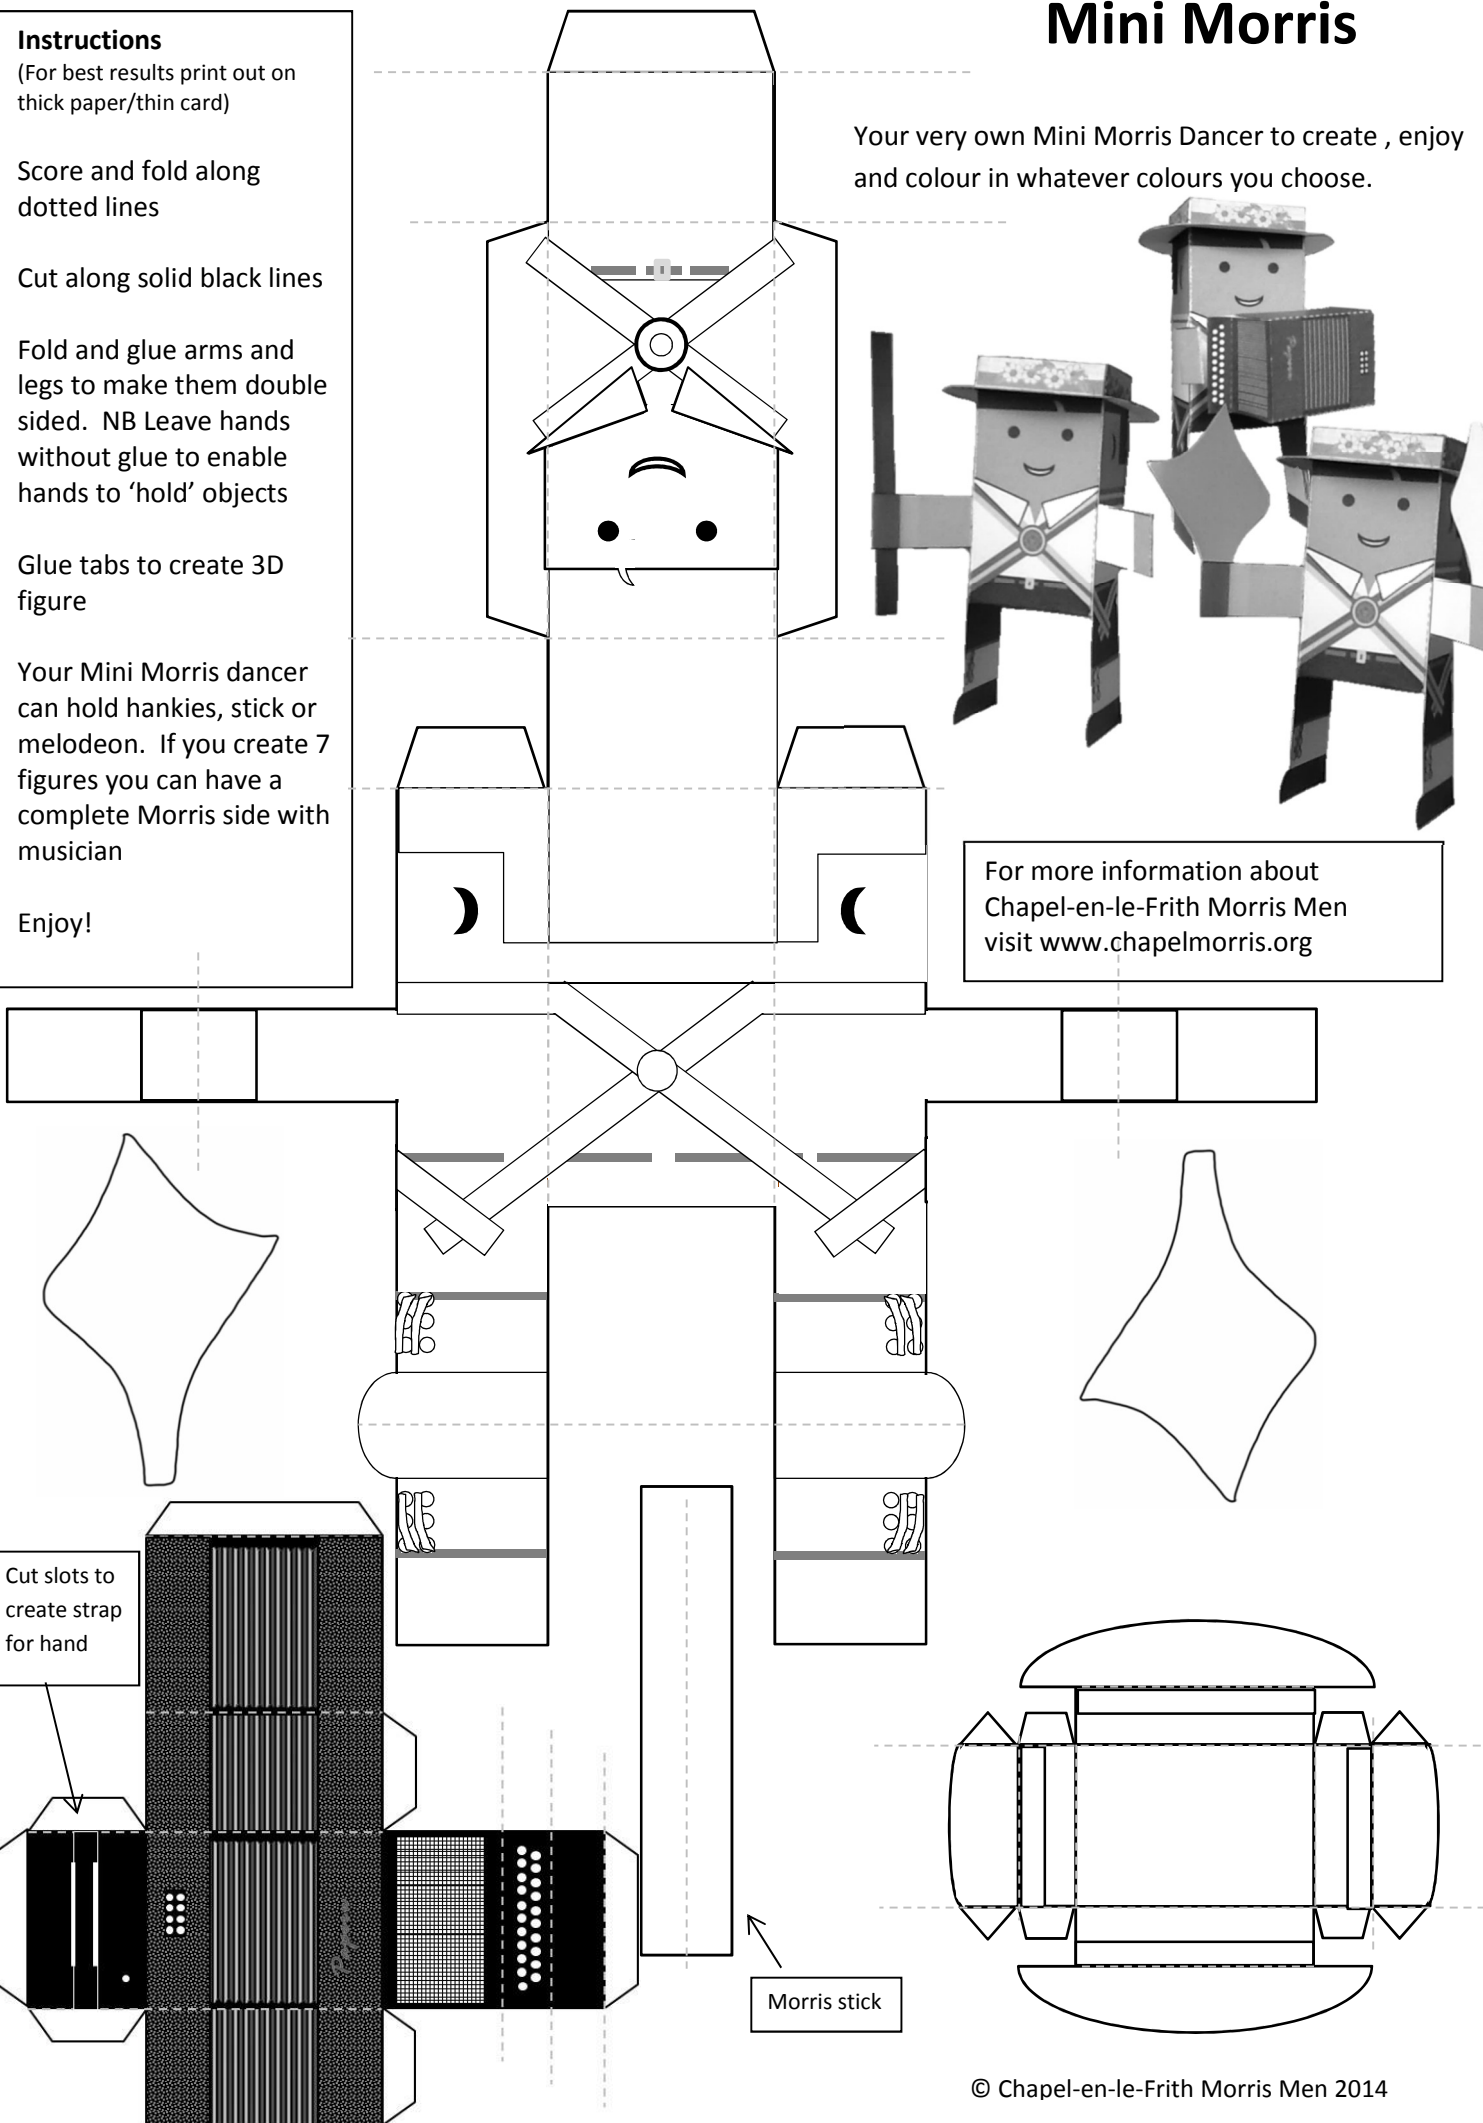 Mini Morris
Instructions
(For best results print out on
thick paper/thin card)
Score and fold along
dotted lines
Cut along solid black lines
Fold and glue arms and
legs to make them double
sided.  NB Leave hands
without glue to enable
hands to ‘hold’ objects
Glue tabs to create 3D
figure
Your Mini Morris dancer
can hold hankies, stick or
melodeon.  If you create 7
figures you can have a
complete Morris side with
musician
Enjoy!
Your very own Mini Morris Dancer to create , enjoy
and colour in whatever colours you choose.
For more information about
Chapel-en-le-Frith Morris Men
visit www.chapelmorris.org
Cut slots to
create strap
for hand
Morris stick
© Chapel-en-le-Frith Morris Men 2014